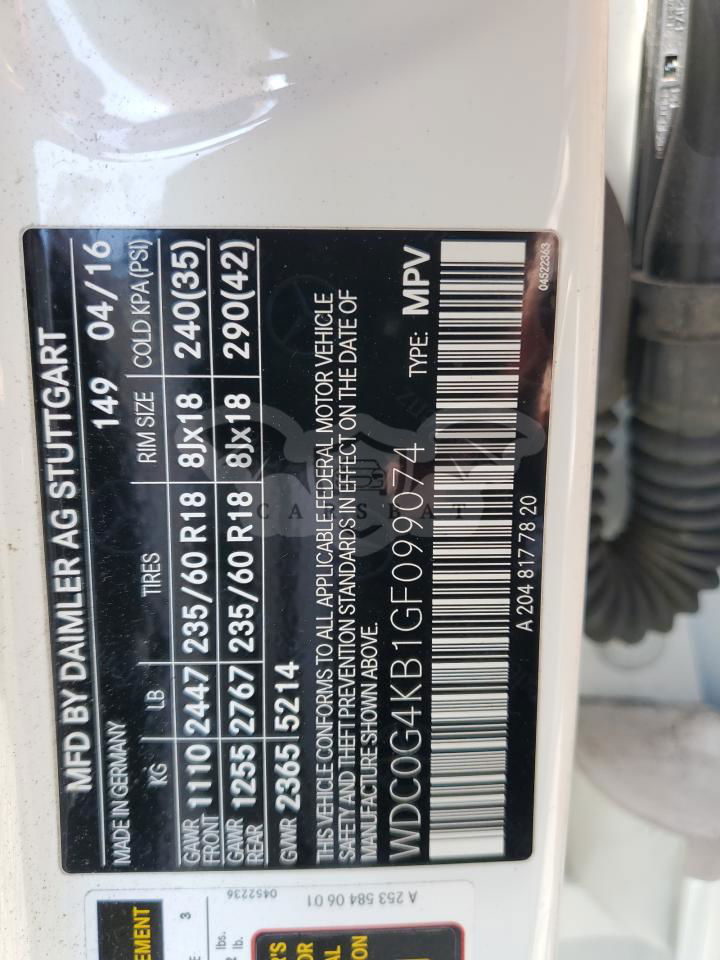 MFD BY DAIMLER AG STUTTGART
MADE IN GERMANY 149 04/16
KG LB TIRES RIM SIZE COLD KPA(PSI)
GAWR FRONT 1110 2447 235/60 R18 8Jx18 240(35)
GAWR REAR 1255 2767 235/60 R18 8Jx18 290(42)
GVWR 2365 5214
THIS VEHICLE CONFORMS TO ALL APPLICABLE FEDERAL MOTOR VEHICLE
SAFETY AND THEFT PREVENTION STANDARDS IN EFFECT ON THE DATE OF
MANUFACTURE SHOWN ABOVE.
WDC0G4KB1GF099074 TYPE: MPV
A 204 817 78 20
04522363
CARSBAT
0452236
A 253 584 06 01
3
lbs.
lb.